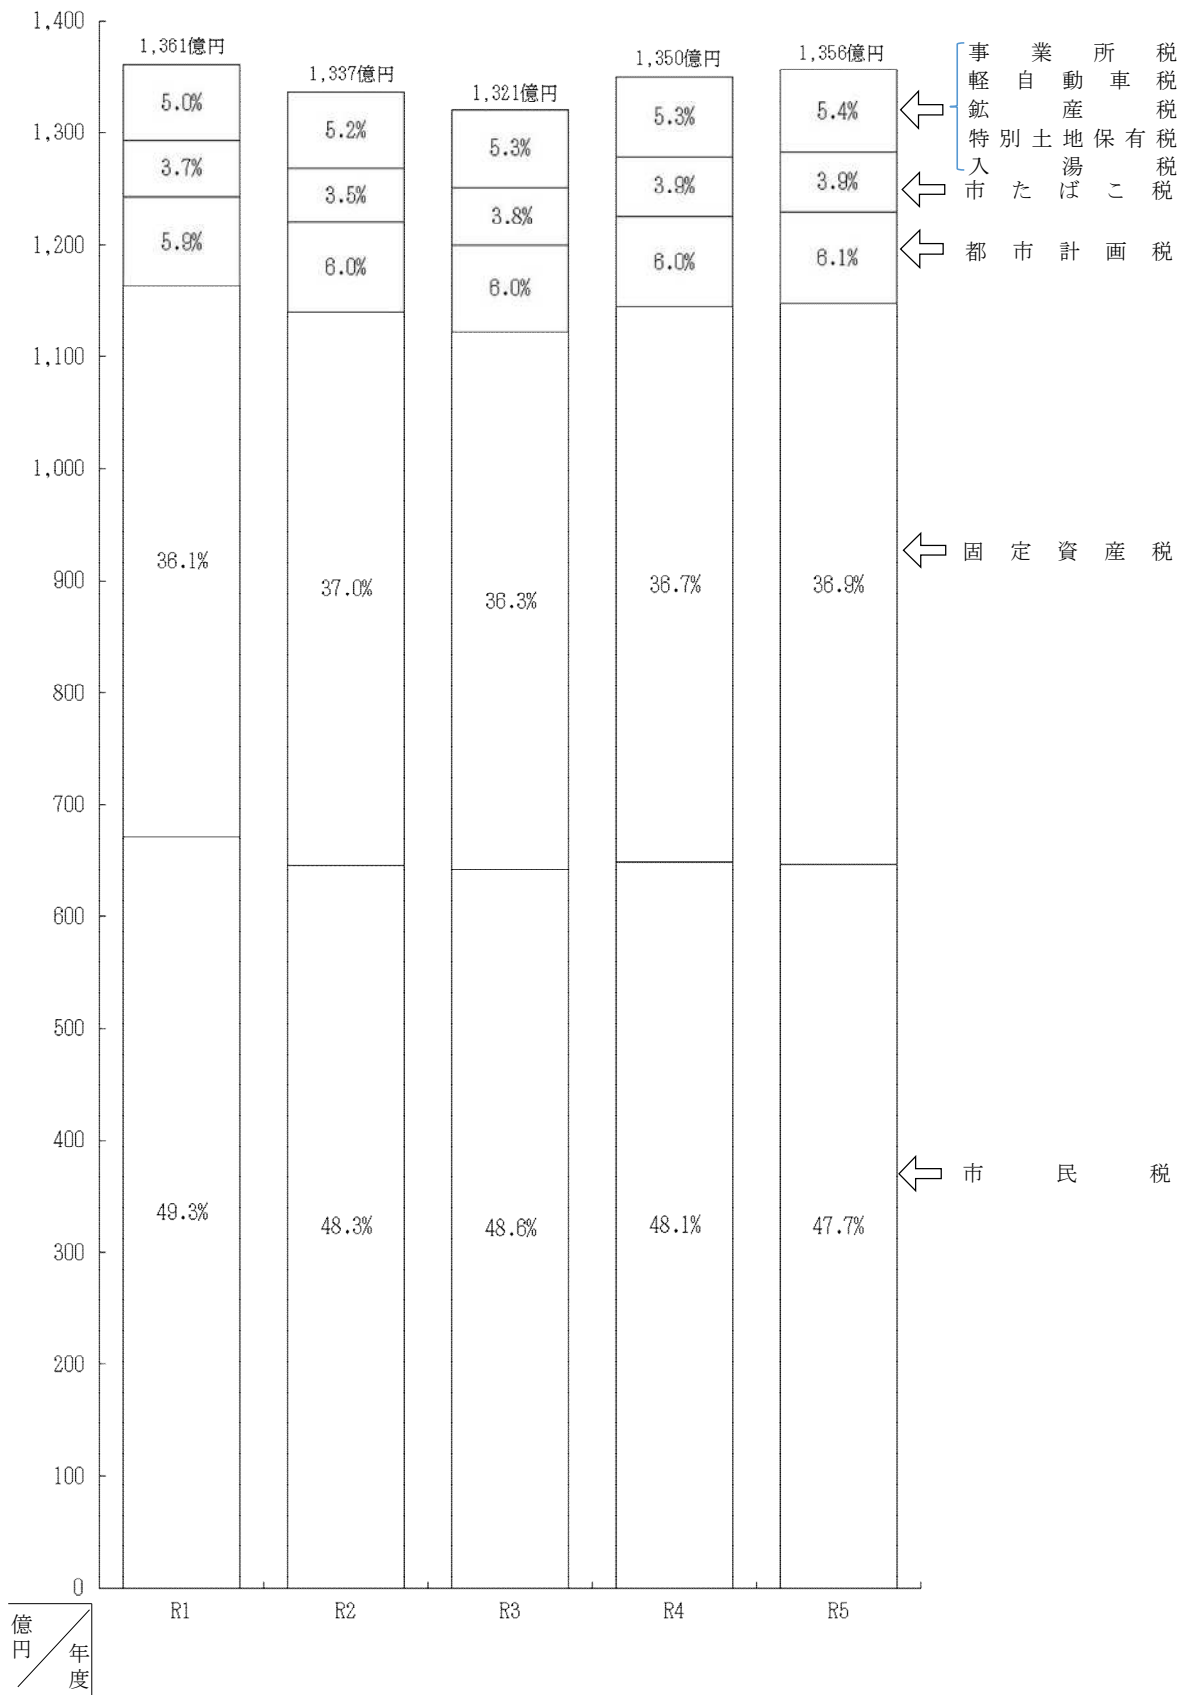 1,400
1,300
1,200
1,100
1,000
900
800
700
600
500
400
300
200
100
0
億円
年度
1,361億円
5.0%
3.7%
5.9%
36.1%
49.3%
R1
1,337億円
5.2%
3.5%
6.0%
37.0%
48.3%
R2
1,321億円
5.3%
3.8%
6.0%
36.3%
48.6%
R3
1,350億円
5.3%
3.9%
6.0%
36.7%
48.1%
R4
1,356億円
5.4%
3.9%
6.1%
36.9%
47.7%
R5
事業所税
軽自動車税
鉱産税
特別土地保有税
入湯税
市たばこ税
都市計画税
固定資産税
市民税